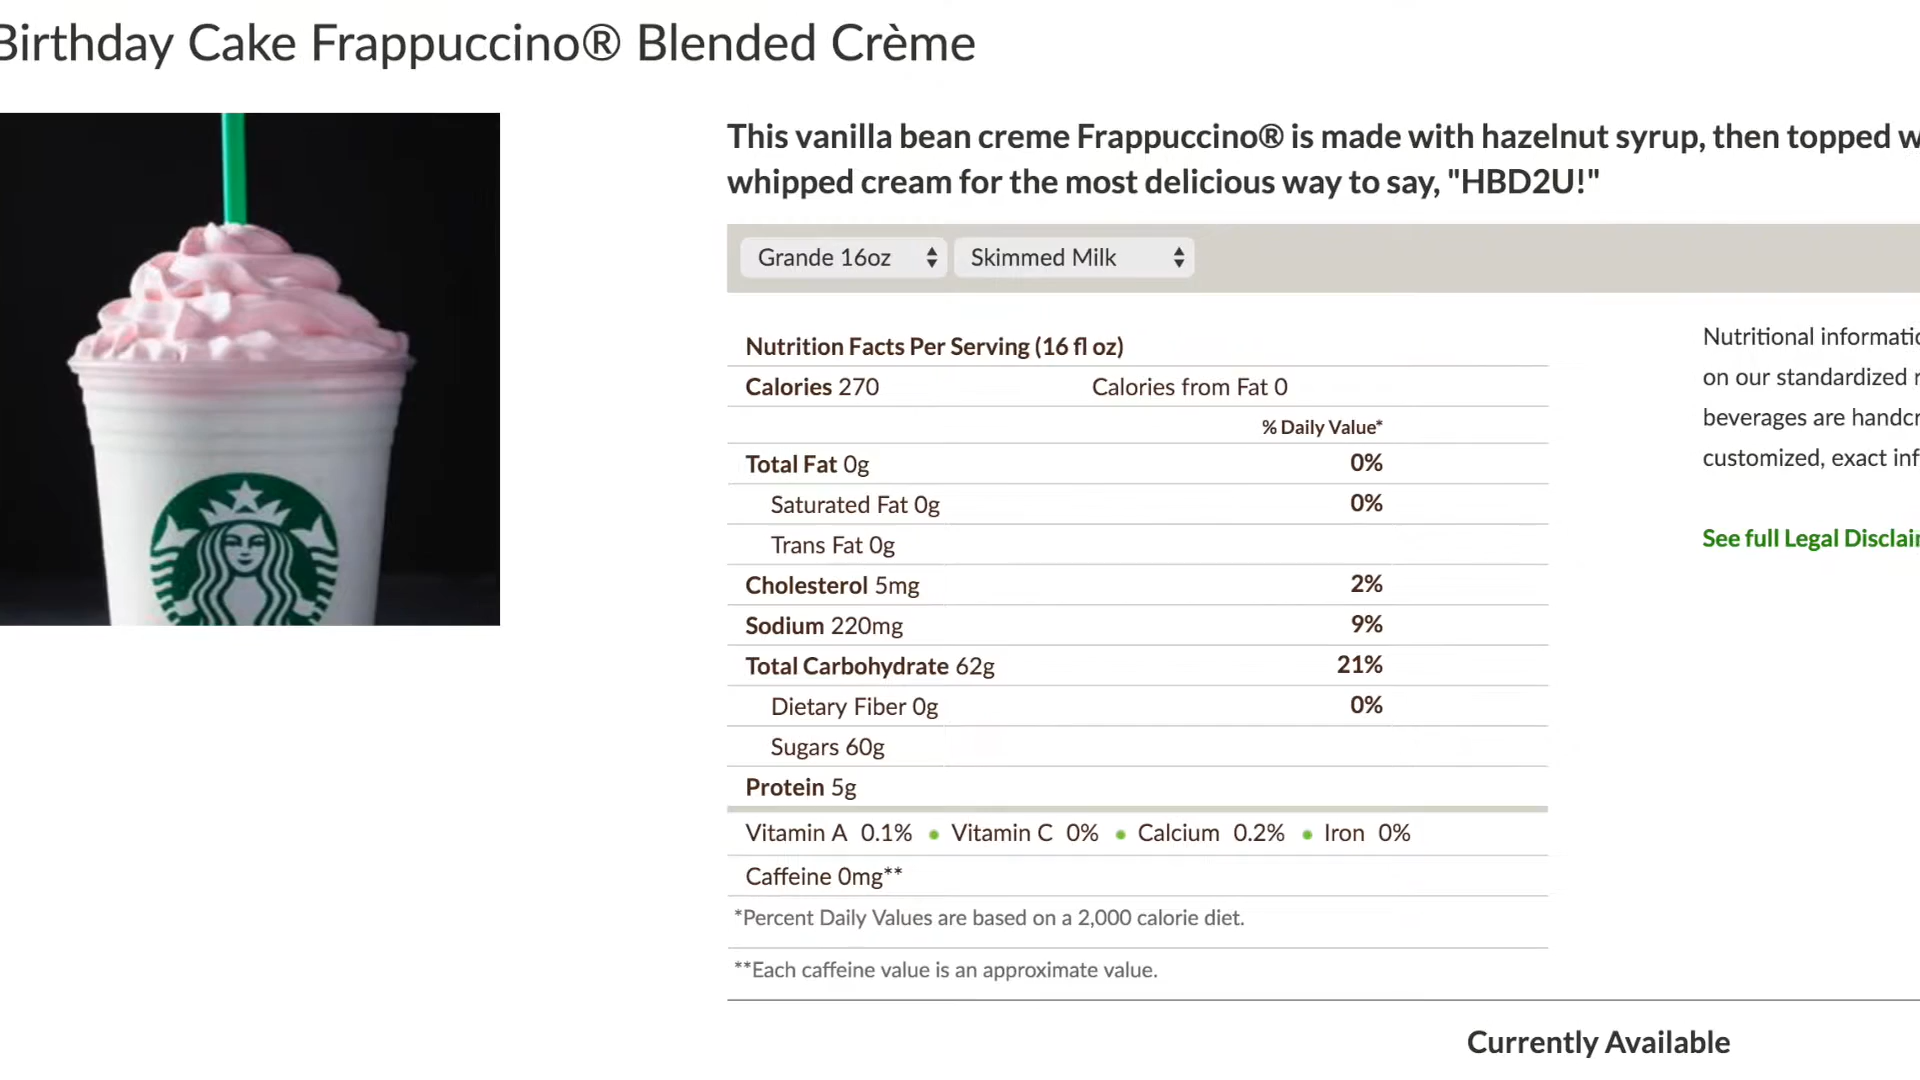 Birthday Cake Frappuccino® Blended Crème
This vanilla bean creme Frappuccino® is made with hazelnut syrup, then topped
whipped cream for the most delicious way to say, "HBD2U!"
Grande 16oz
Skimmed Milk
Nutrition Facts Per Serving (16 fl oz)
Calories 270 Calories from Fat 0
% Daily Value*
Total Fat 0g 0%
Saturated Fat 0g 0%
Trans Fat 0g
Cholesterol 5mg 2%
Sodium 220mg 9%
Total Carbohydrate 62g 21%
Dietary Fiber 0g 0%
Sugars 60g
Protein 5g
Vitamin A 0.1% • Vitamin C 0% • Calcium 0.2% • Iron 0%
Caffeine 0mg**
*Percent Daily Values are based on a 2,000 calorie diet.
**Each caffeine value is an approximate value.
Nutritional
on our standardized
beverages are
customized, exact
See full Legal
Currently Available